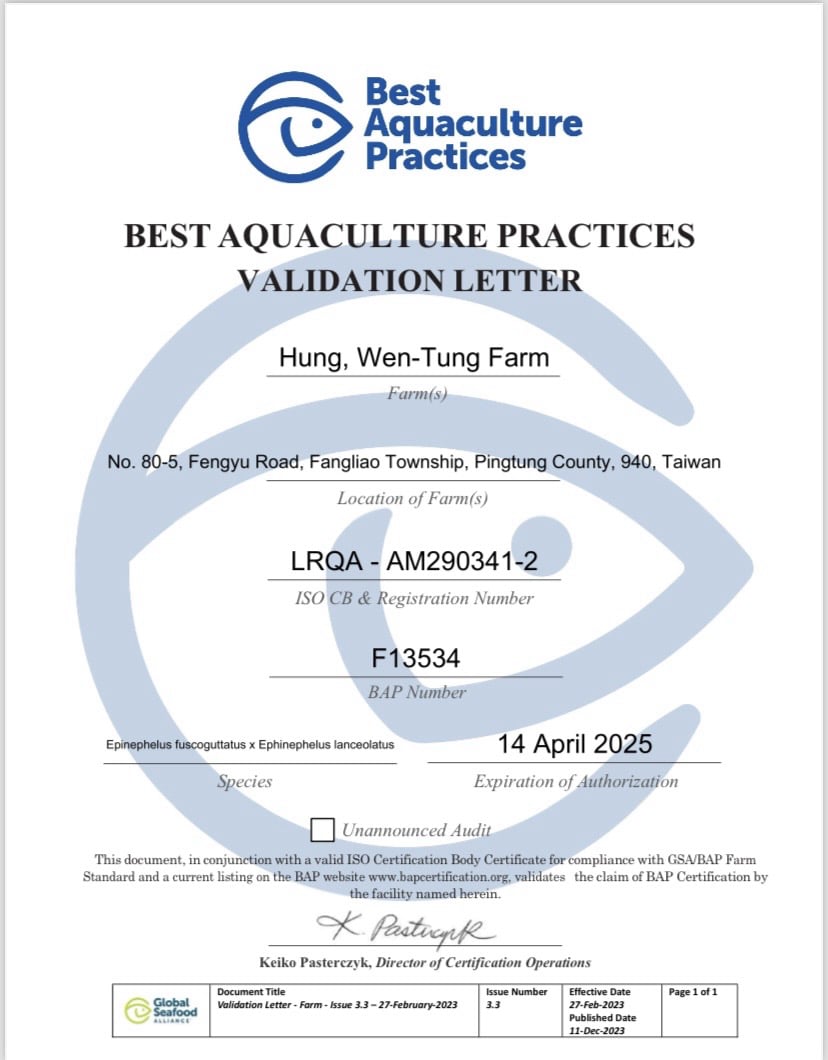 Best
Aquaculture
Practices
BEST AQUACULTURE PRACTICES
VALIDATION LETTER
Hung, Wen-Tung Farm
Farm(s)
No. 80-5, Fengyu Road, Fangliao Township, Pingtung County, 940, Taiwan
Location of Farm(s)
LRQA - AM290341-2
ISO CB & Registration Number
F13534
BAP Number
Epinephelus fuscoguttatus x Ephinephelus lanceolatus
Species
14 April 2025
Expiration of Authorization
Unannounced Audit
This document, in conjunction with a valid ISO Certification Body Certificate for compliance with GSA/BAP Farm
Standard and a current listing on the BAP website www.bapcertification.org, validates the claim of BAP Certification by
the facility named herein.
K. Pasterczyk
Keiko Pasterczyk, Director of Certification Operations
Global
Seafood
ALLIANCE
Document Title
Validation Letter - Farm - Issue 3.3 – 27-February-2023
Issue Number
3.3
Effective Date
27-Feb-2023
Published Date
11-Dec-2023
Page 1 of 1